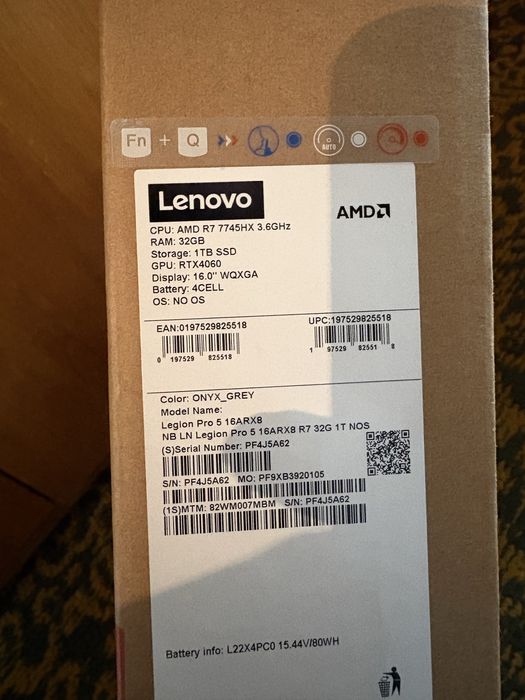 Fn + Q AUTO
Lenovo
AMD
CPU: AMD R7 7745HX 3.6GHz
RAM: 32GB
Storage: 1TB SSD
GPU: RTX4060
Display: 16.0" WQXGA
Battery: 4CELL
OS: NO OS
EAN:0197529825518 UPC:197529825518
0 197529 825518 1 97529 82551 8
Color: ONYX_GREY
Model Name:
Legion Pro 5 16ARX8
NB LN Legion Pro 5 16ARX8 R7 32G 1T NOS
(S)Serial Number: PF4J5A62
S/N: PF4J5A62 MO: PF9XB3920105
(1S)MTM: 82WM007MBM S/N: PF4J5A62
Battery info: L22X4PC0 15.44V/80WH